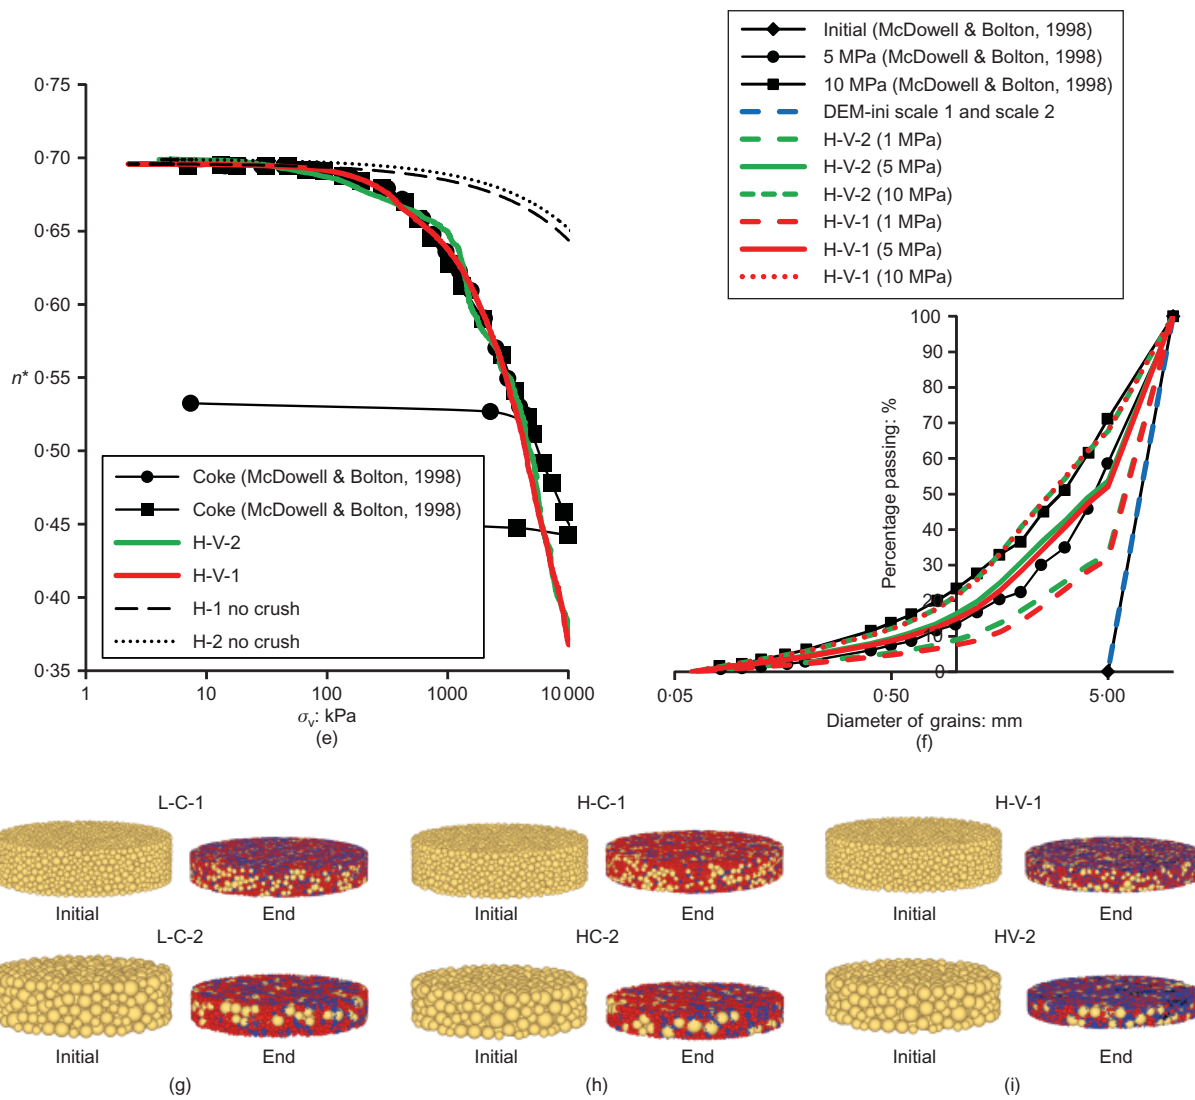 0·75
0·70
0·65
0·60
n* 0·55
0·50
0·45
0·40
0·35
1
10
100
1000
10 000
σv: kPa
(e)
Coke (McDowell & Bolton, 1998)
Coke (McDowell & Bolton, 1998)
H-V-2
H-V-1
H-1 no crush
H-2 no crush
Initial (McDowell & Bolton, 1998)
5 MPa (McDowell & Bolton, 1998)
10 MPa (McDowell & Bolton, 1998)
DEM-ini scale 1 and scale 2
H-V-2 (1 MPa)
H-V-2 (5 MPa)
H-V-2 (10 MPa)
H-V-1 (1 MPa)
H-V-1 (5 MPa)
H-V-1 (10 MPa)
100
90
80
70
60
50
40
30
20
10
0
Percentage passing: %
0·05
0·50
5·00
Diameter of grains: mm
(f)
L-C-1
H-C-1
H-V-1
Initial
End
Initial
End
Initial
End
L-C-2
HC-2
HV-2
Initial
End
Initial
End
Initial
End
(g)
(h)
(i)